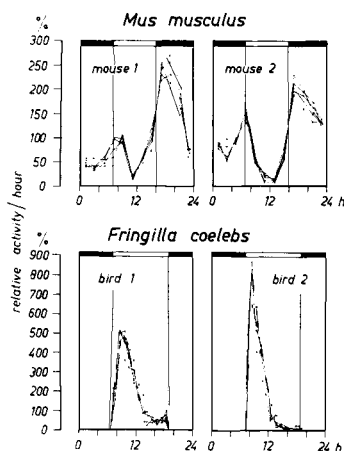 Mus musculus
%
300
250
200
150
100
50
0
mouse 1
mouse 2
0 12 24 0 12 24 h
relative activity/hour
%
Fringilla coelebs
900
800
700
600
500
400
300
200
100
0
bird 1
bird 2
0 12 24 0 12 24 h